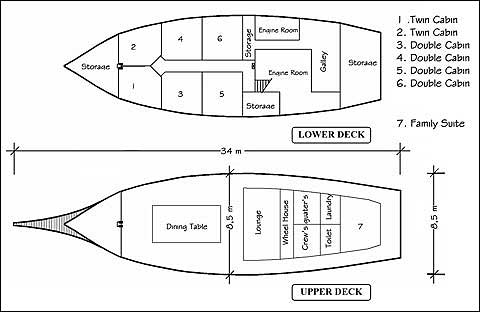 1 .Twin Cabin
2. Twin Cabin
3. Double Cabin
4. Double Cabin
5. Double Cabin
6. Double Cabin
7. Family Suite
2
4
6
Storage
Engine Room
Storage
Engine Room
Galley
Storage
1
3
5
Storage
LOWER DECK
34 m
Dining Table
8,5 m
Lounge
Wheel House
Crew's quater's
Laundry
Toilet
7
8,5 m
UPPER DECK